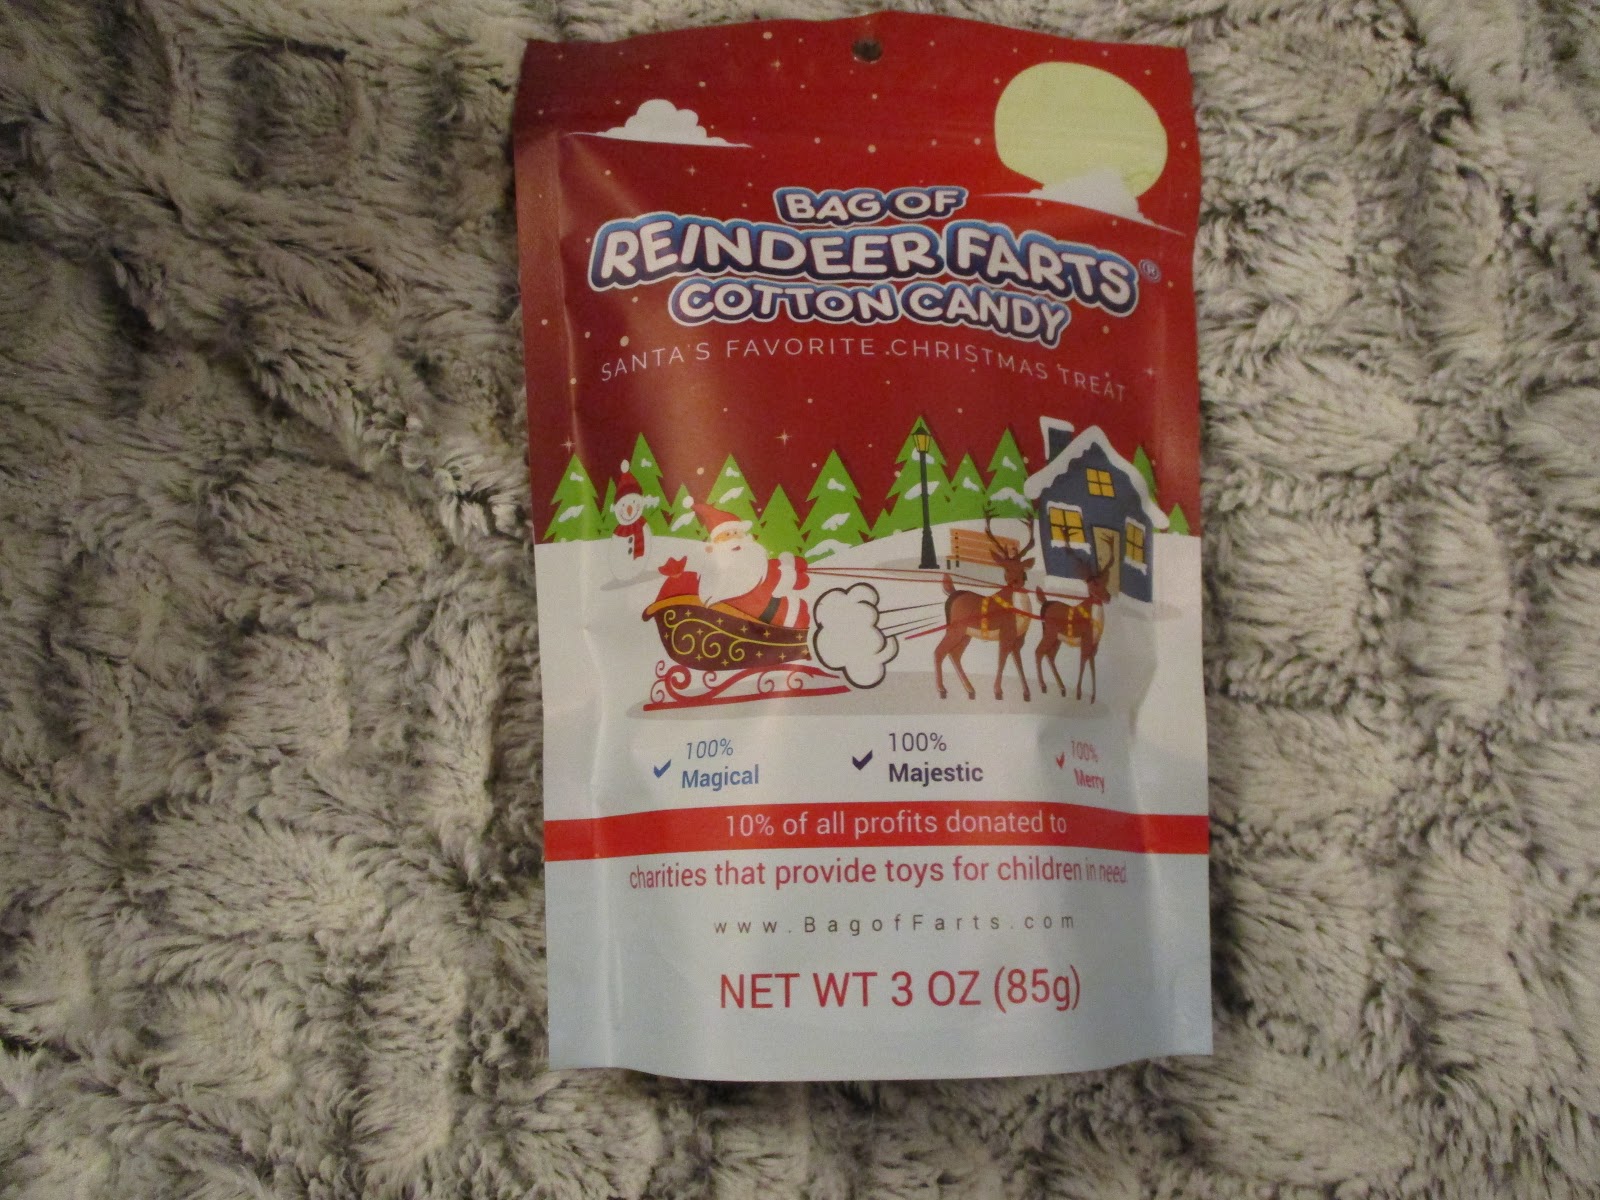 BAG OF
REINDEER FARTS®
COTTON CANDY
SANTA'S FAVORITE CHRISTMAS TREAT
100%
Magical
100%
Majestic
100%
Merry
10% of all profits donated to
charities that provide toys for children in need
www.BagofFarts.com
NET WT 3 OZ (85g)